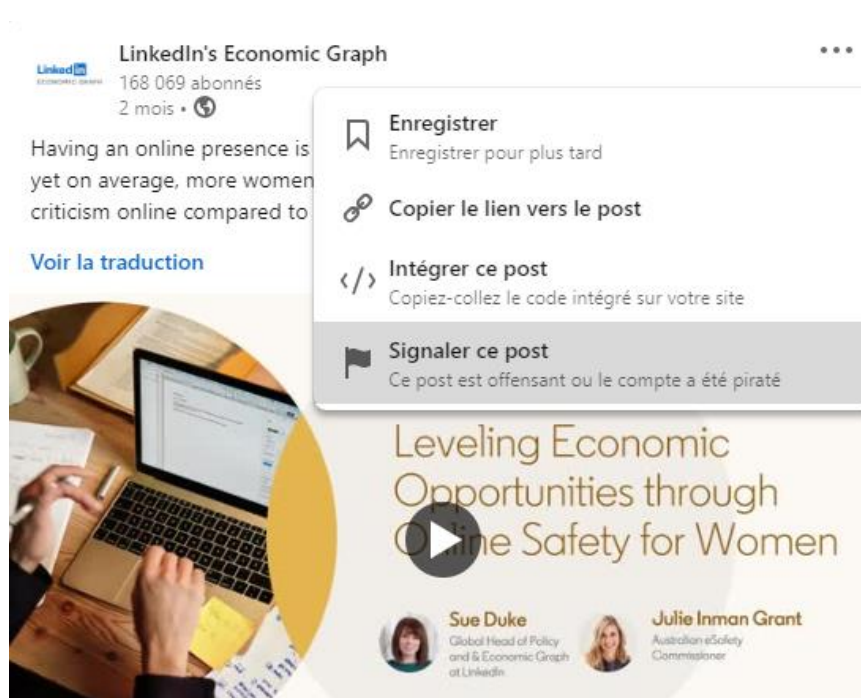 LinkedIn's Economic Graph
Linked in
ECONOMIC GRAPH
168 069 abonnés
2 mois •
Enregistrer
Enregistrer pour plus tard
Having an online presence is
yet on average, more women
criticism online compared to
Copier le lien vers le post
Voir la traduction
Intégrer ce post
Copiez-collez le code intégré sur votre site
Signaler ce post
Ce post est offensant ou le compte a été piraté
Leveling Economic
Opportunities through
Online Safety for Women
Sue Duke
Global Head of Policy
and & Economic Graph
at LinkedIn
Julie Inman Grant
Australian eSafety
Commissioner